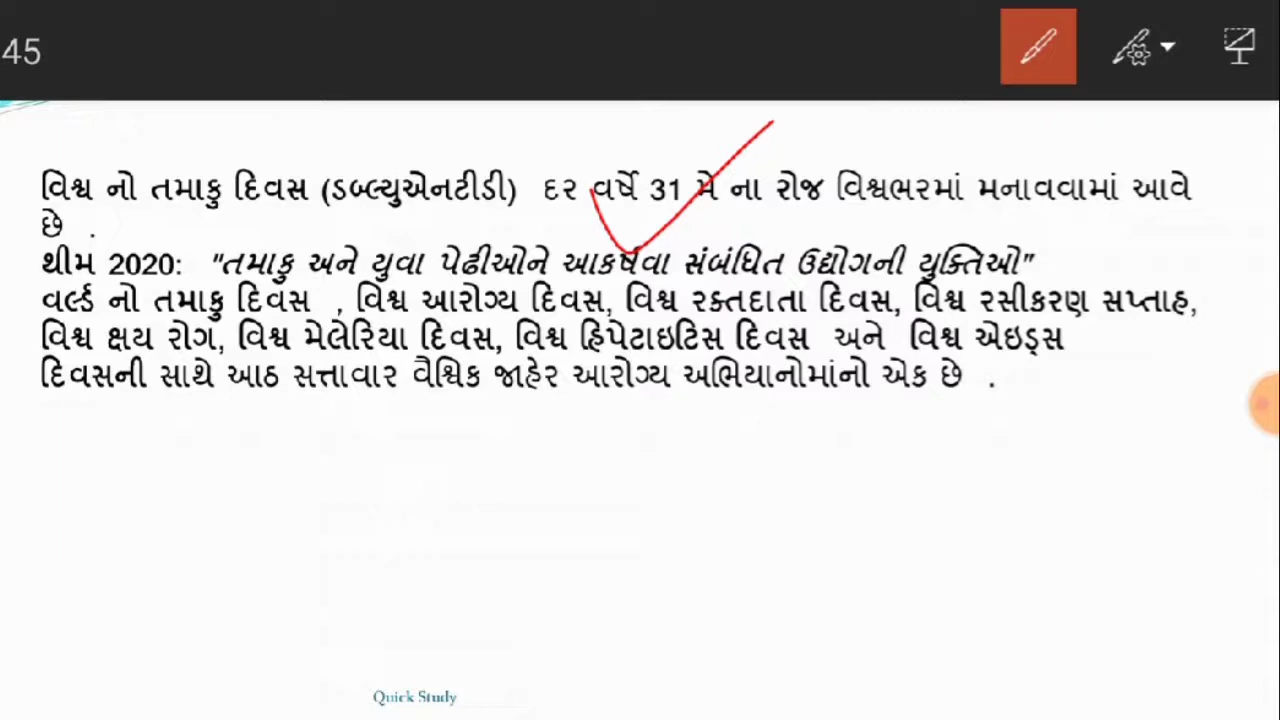 45
વિશ્વ નો તમાકુ દિવસ (ડબ્લ્યુએનટીડી) દર વર્ષે 31 મે ના રોજ વિશ્વભરમાં મનાવવામાં આવે
છે .
થીમ 2020: "તમાકુ અને યુવા પેઢીઓને આકર્ષવા સંબંધિત ઉદ્યોગની યુક્તિઓ"
વર્લ્ડ નો તમાકુ દિવસ , વિશ્વ આરોગ્ય દિવસ, વિશ્વ રક્તદાતા દિવસ, વિશ્વ રસીકરણ સપ્તાહ,
વિશ્વ ક્ષય રોગ, વિશ્વ મેલેરિયા દિવસ, વિશ્વ હિપેટાઇટિસ દિવસ અને વિશ્વ એઇડ્સ
દિવસની સાથે આઠ સત્તાવાર વૈશ્વિક જાહેર આરોગ્ય અભિયાનોમાંનો એક છે .
Quick Study